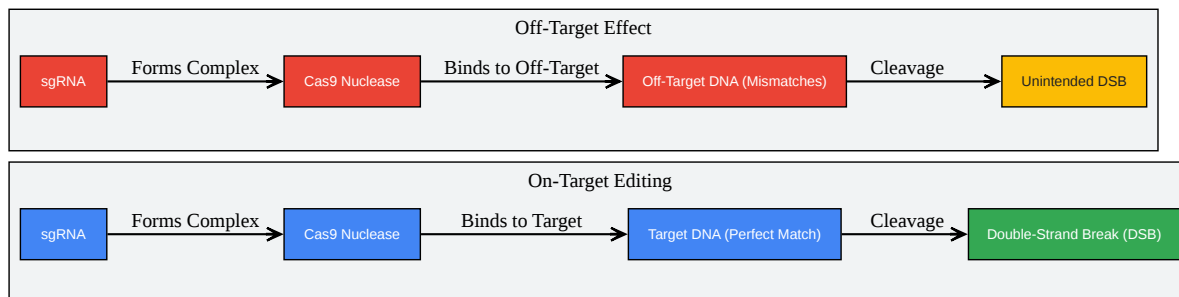 Off-Target Effect
sgRNA
Forms Complex
Cas9 Nuclease
Binds to Off-Target
Off-Target DNA (Mismatches)
Cleavage
Unintended DSB
On-Target Editing
sgRNA
Forms Complex
Cas9 Nuclease
Binds to Target
Target DNA (Perfect Match)
Cleavage
Double-Strand Break (DSB)